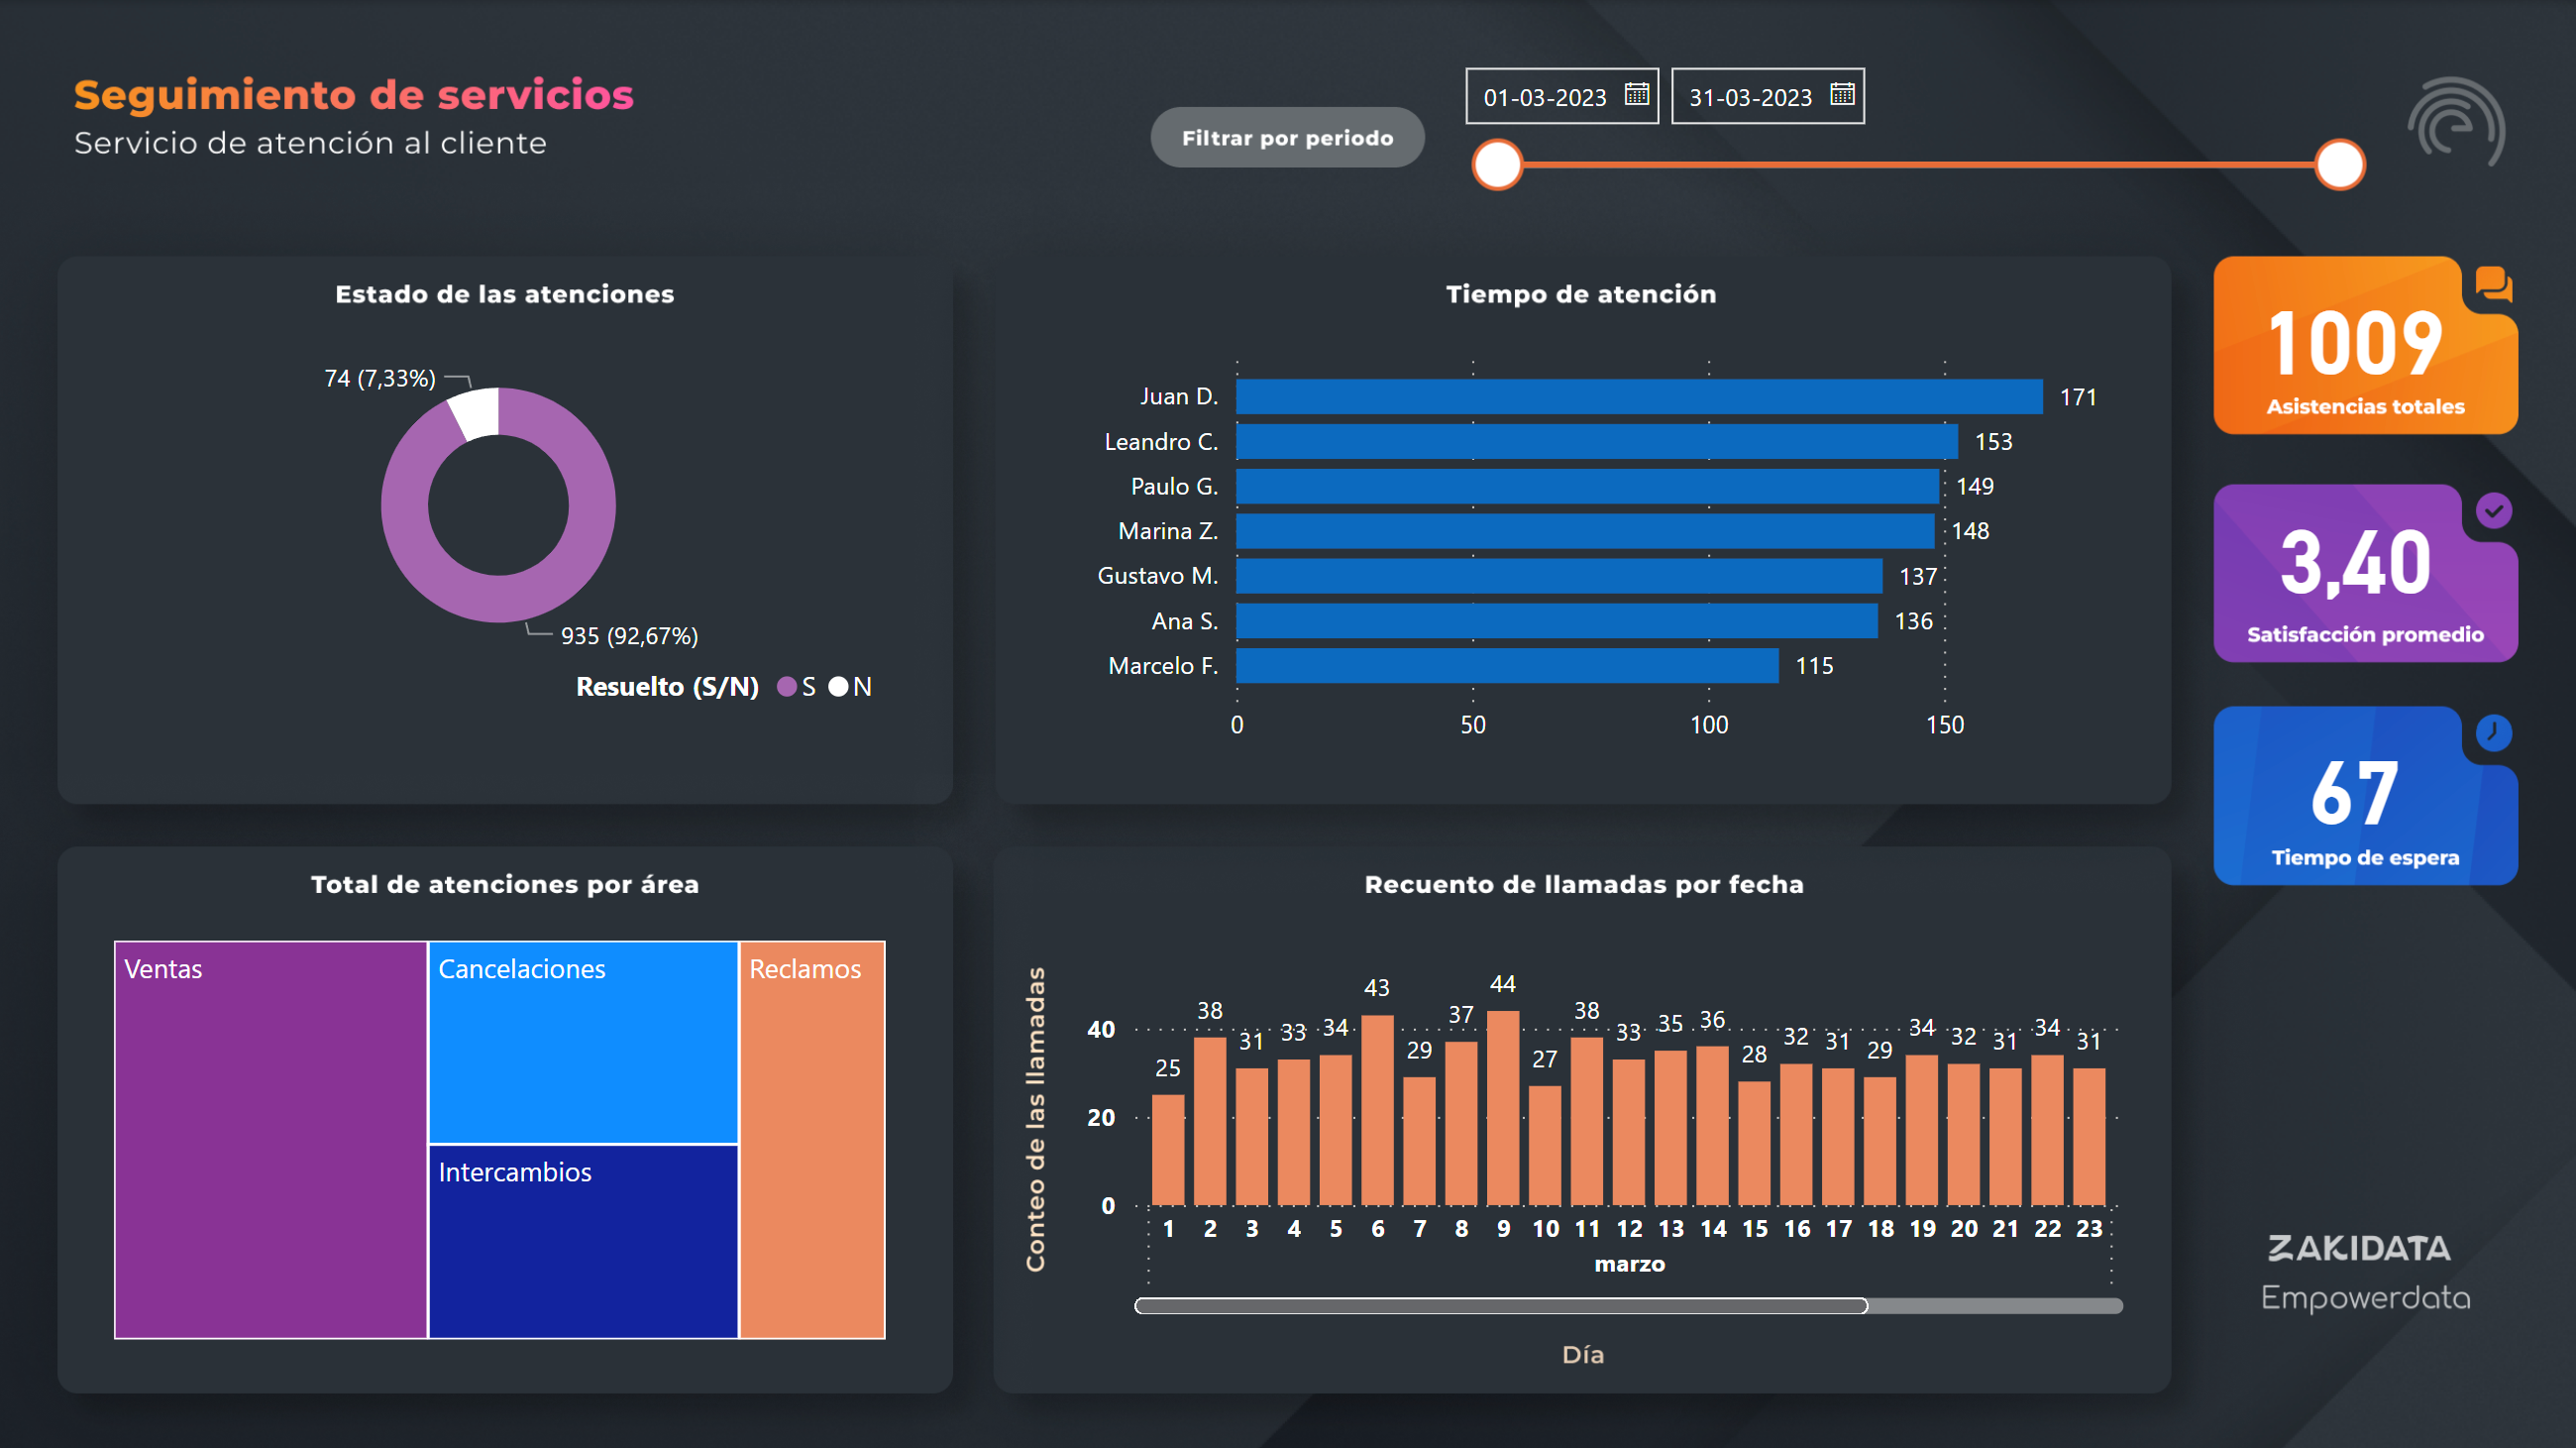 Seguimiento de servicios
Servicio de atención al cliente
Filtrar por periodo
01-03-2023 31-03-2023
Estado de las atenciones
74 (7,33%)
935 (92,67%)
Resuelto (S/N) S N
Tiempo de atención
Juan D. 171
Leandro C. 153
Paulo G. 149
Marina Z. 148
Gustavo M. 137
Ana S. 136
Marcelo F. 115
0 50 100 150
1009
Asistencias totales
3,40
Satisfacción promedio
67
Tiempo de espera
Total de atenciones por área
Ventas
Cancelaciones
Reclamos
Intercambios
Recuento de llamadas por fecha
Conteo de las llamadas
40
20
0
25 38 31 33 34 43 29 37 44 27 38 33 35 36 28 32 31 29 34 32 31 34 31
1 2 3 4 5 6 7 8 9 10 11 12 13 14 15 16 17 18 19 20 21 22 23
marzo
Día
ZAKIDATA
Empowerdata